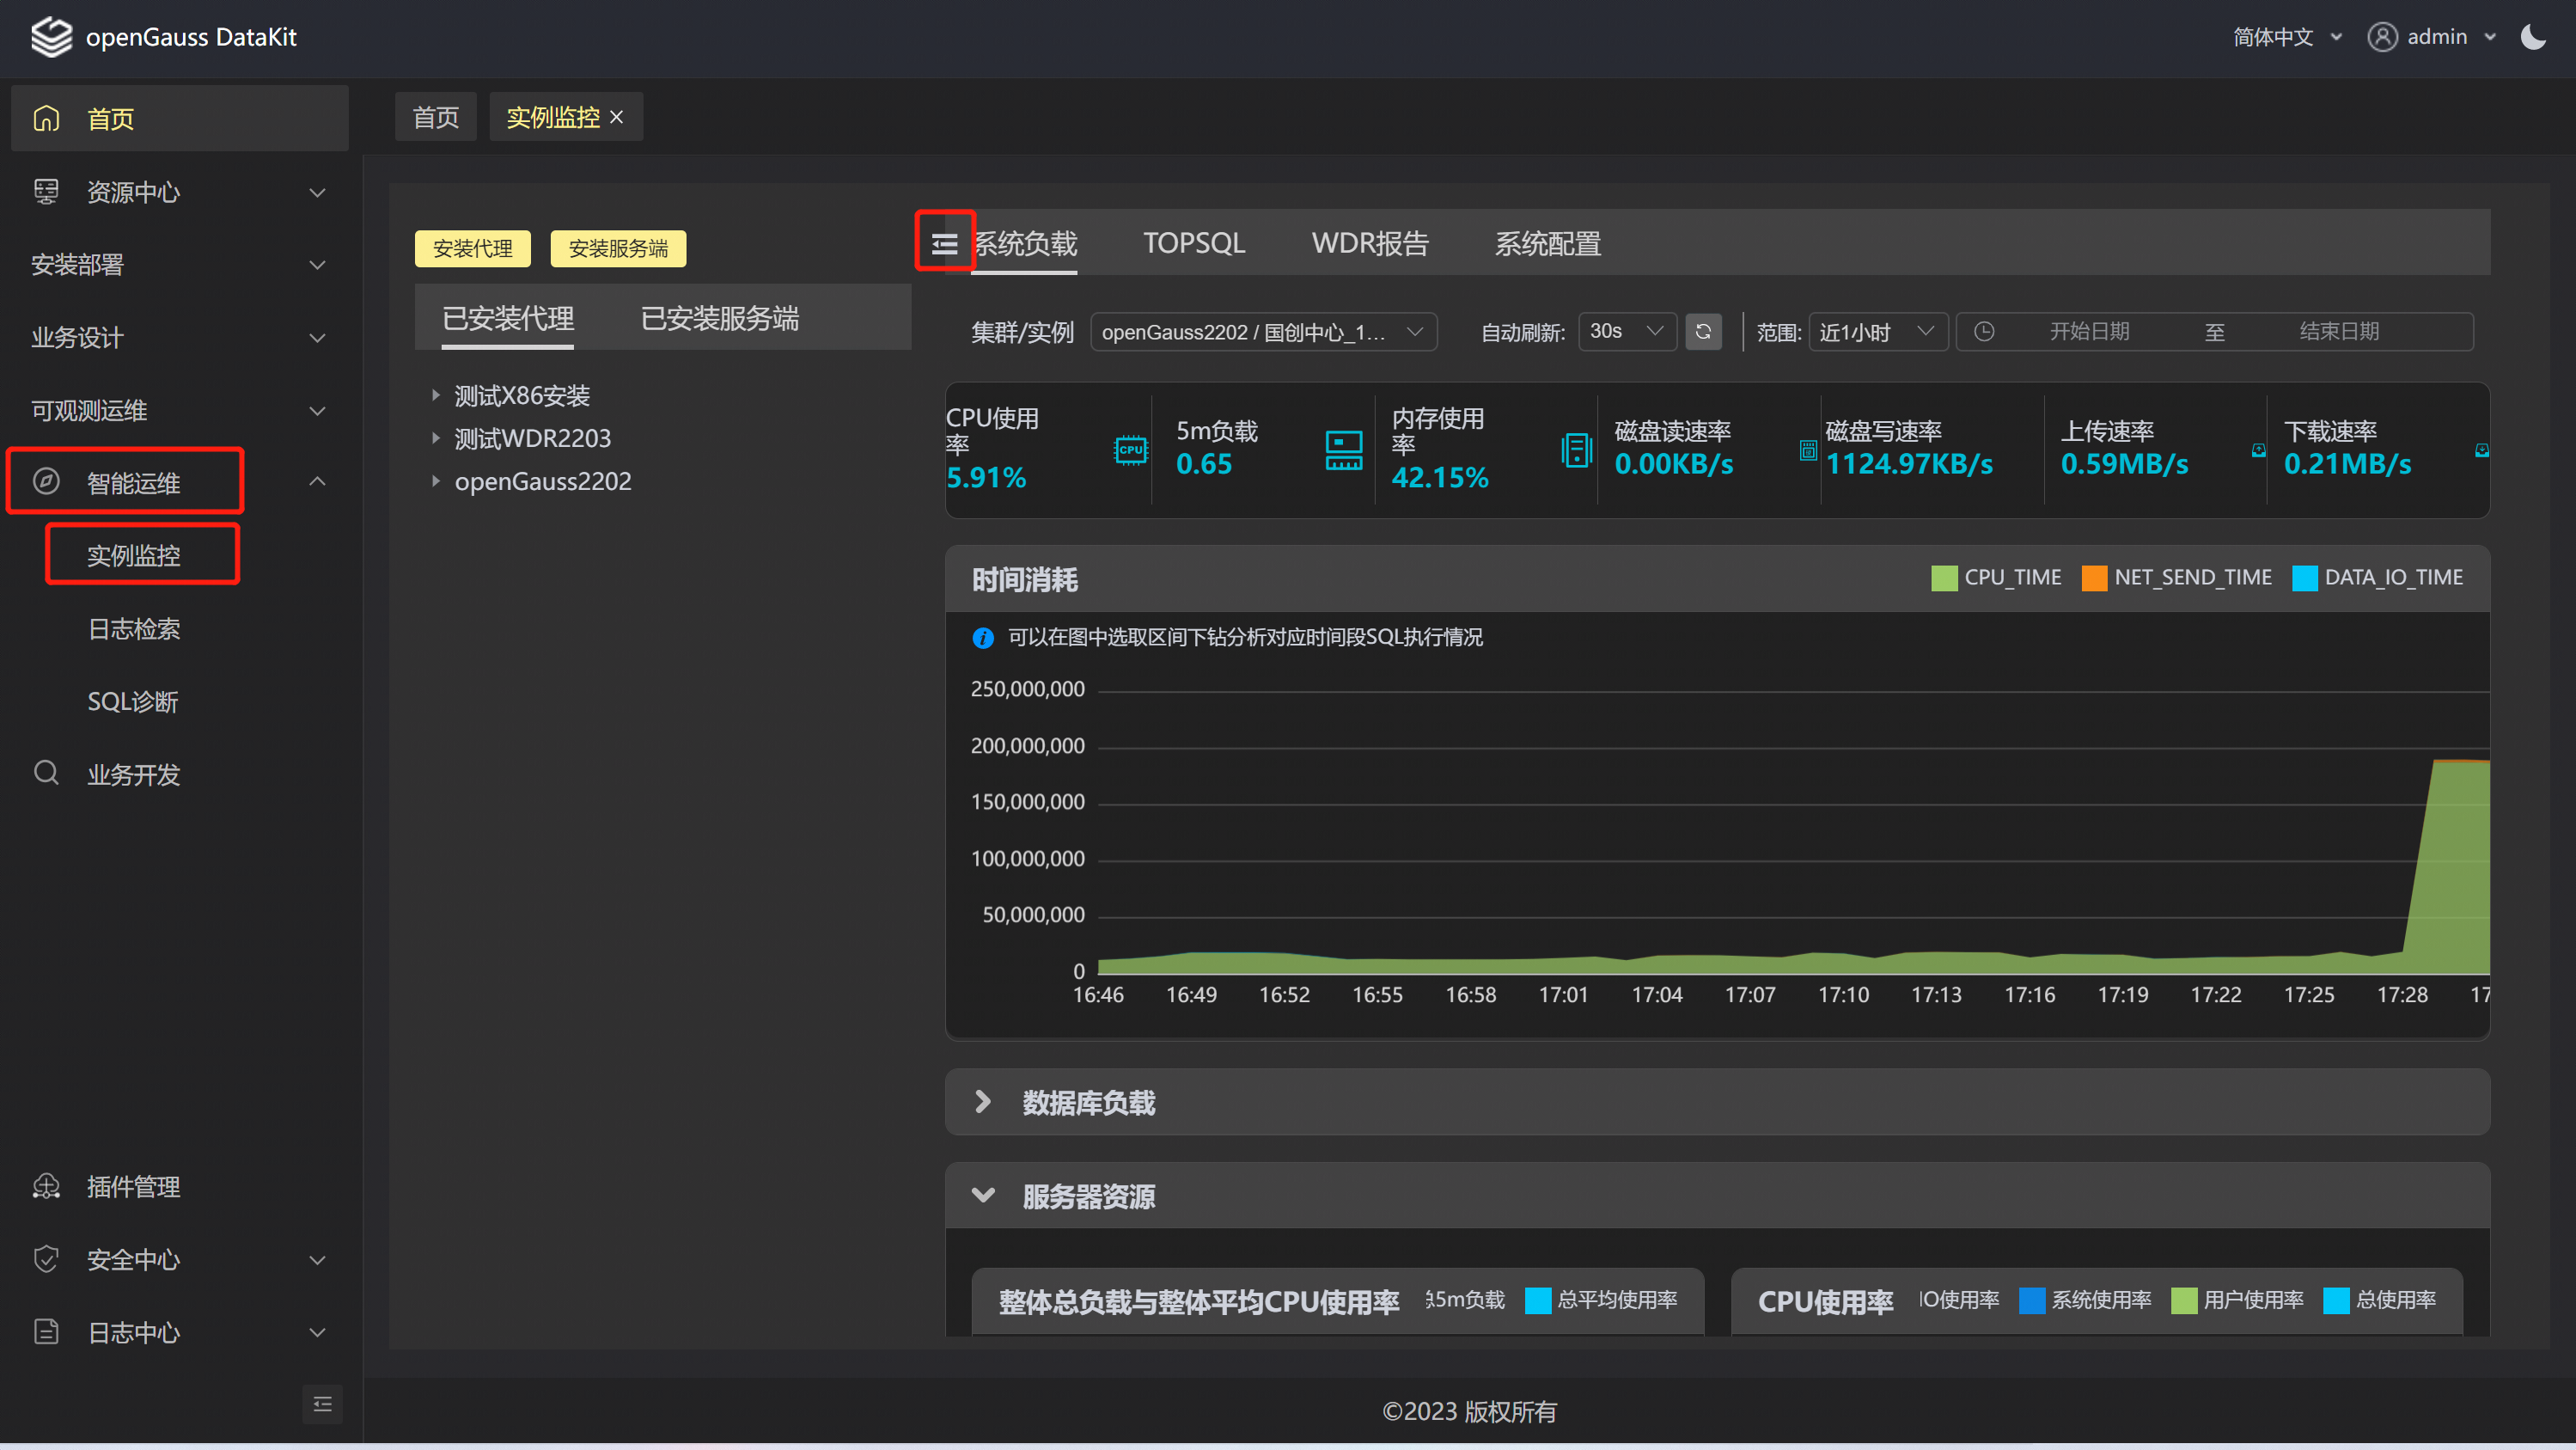 openGauss DataKit
简体中文
admin
首页
资源中心
安装部署
业务设计
可观测运维
智能运维
实例监控
日志检索
SQL诊断
业务开发
插件管理
安全中心
日志中心
首页
实例监控
安装代理
安装服务端
已安装代理
已安装服务端
测试X86安装
测试WDR2203
openGauss2202
系统负载
TOPSQL
WDR报告
系统配置
集群/实例
openGauss2202 / 国创中心_1...
自动刷新:
30s
范围:
近1小时
开始日期
至
结束日期
CPU使用
率
5.91%
CPU
5m负载
0.65
内存使用
率
42.15%
磁盘读速率
0.00KB/s
磁盘写速率
1124.97KB/s
上传速率
0.59MB/s
下载速率
0.21MB/s
时间消耗
CPU_TIME
NET_SEND_TIME
DATA_IO_TIME
可以在图中选取区间下钻分析对应时间段SQL执行情况
250,000,000
200,000,000
150,000,000
100,000,000
50,000,000
0
16:46
16:49
16:52
16:55
16:58
17:01
17:04
17:07
17:10
17:13
17:16
17:19
17:22
17:25
17:28
17
数据库负载
服务器资源
整体总负载与整体平均CPU使用率
5m负载
总平均使用率
CPU使用率
IO使用率
系统使用率
用户使用率
总使用率
©2023 版权所有